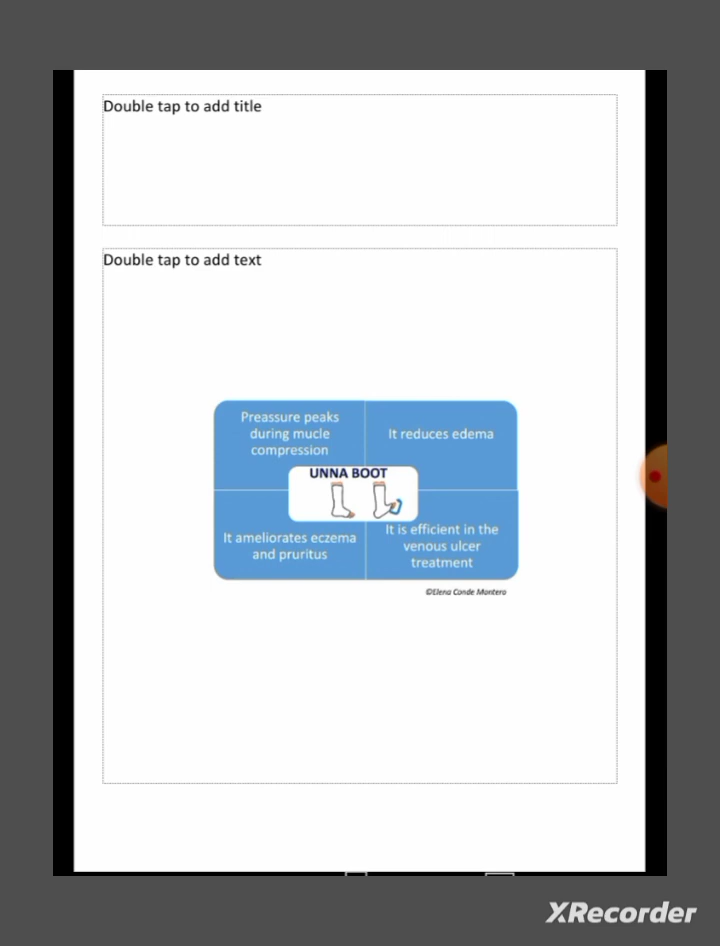 Double tap to add title
Double tap to add text
Preassure peaks
during mucle
compression
It reduces edema
UNNA BOOT
It ameliorates eczema
and pruritus
It is efficient in the
venous ulcer
treatment
©Elena Conde Montero
XRecorder